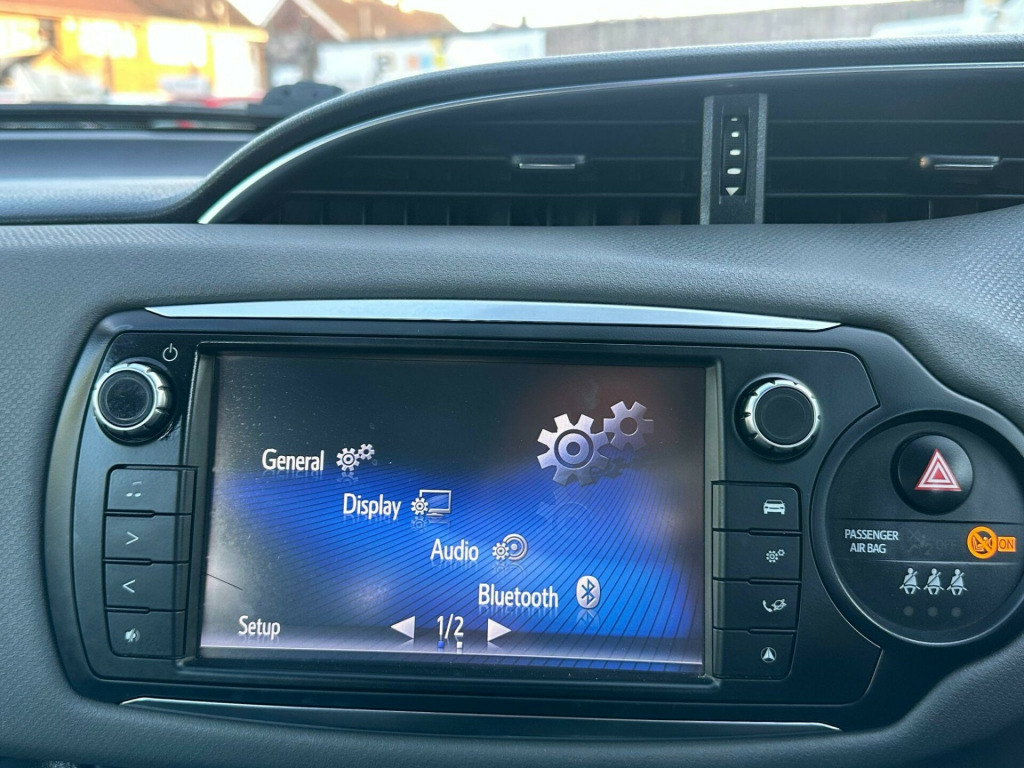 General
Display
Audio
Bluetooth
Setup
1/2
PASSENGER
AIR BAG
ON